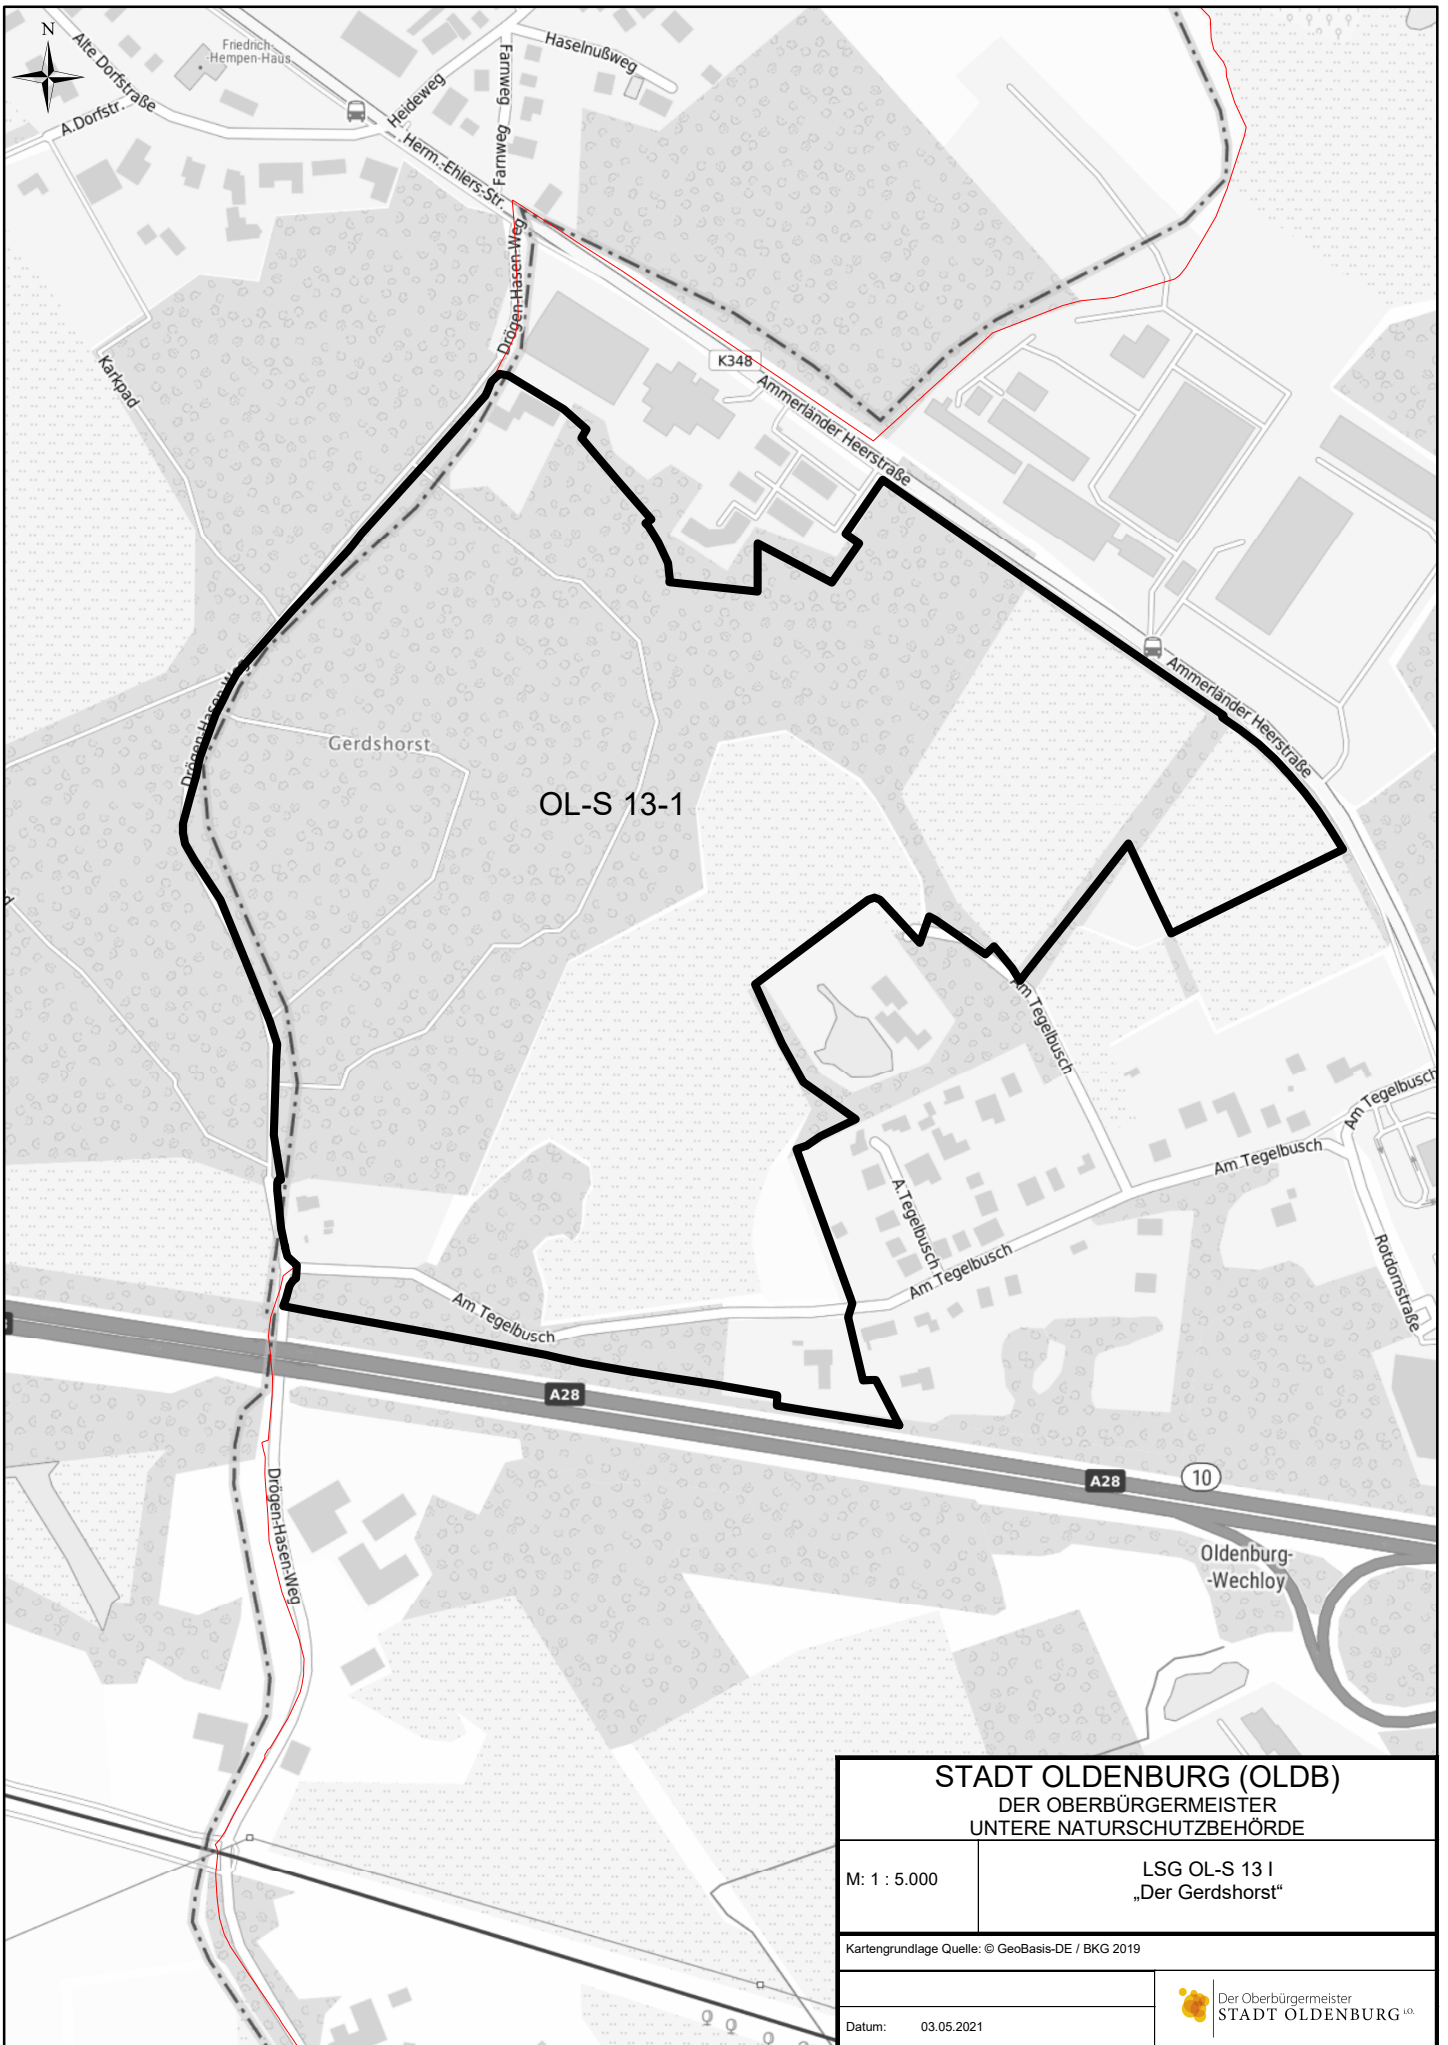 N
Friedrich-
-Hempen-Haus
Haselnußweg
Alte Dorfstraße
Farnweg
Heideweg
A.Dorfstr.
Herm.-Ehlers-Str.
Farnweg
Drögen-Hasen-Weg
K348
Karkpad
Ammerländer Heerstraße
Ammerländer Heerstraße
Drögen-Hasen-Weg
Gerdshorst
OL-S 13-1
Am Tegelbusch
Am Tegelbusch
Am Tegelbusch
A.Tegelbusch
Am Tegelbusch
Rotdornstraße
Am Tegelbusch
A28
A28
10
Drögen-Hasen-Weg
Oldenburg-
-Wechloy
STADT OLDENBURG (OLDB)
DER OBERBÜRGERMEISTER
UNTERE NATURSCHUTZBEHÖRDE
M: 1 : 5.000
LSG OL-S 13 I
„Der Gerdshorst“
Kartengrundlage Quelle: © GeoBasis-DE / BKG 2019
Der Oberbürgermeister
STADT OLDENBURG i.O.
Datum: 03.05.2021